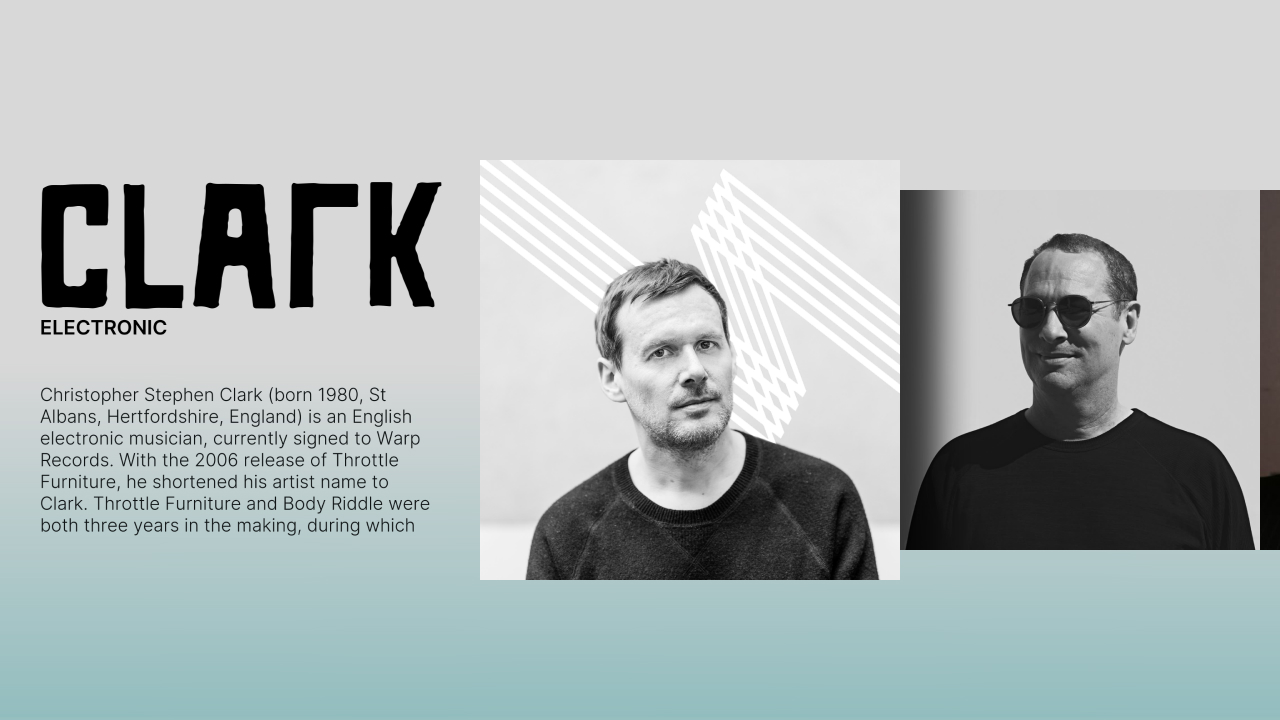 CLARK
ELECTRONIC
Christopher Stephen Clark (born 1980, St
Albans, Hertfordshire, England) is an English
electronic musician, currently signed to Warp
Records. With the 2006 release of Throttle
Furniture, he shortened his artist name to
Clark. Throttle Furniture and Body Riddle were
both three years in the making, during which